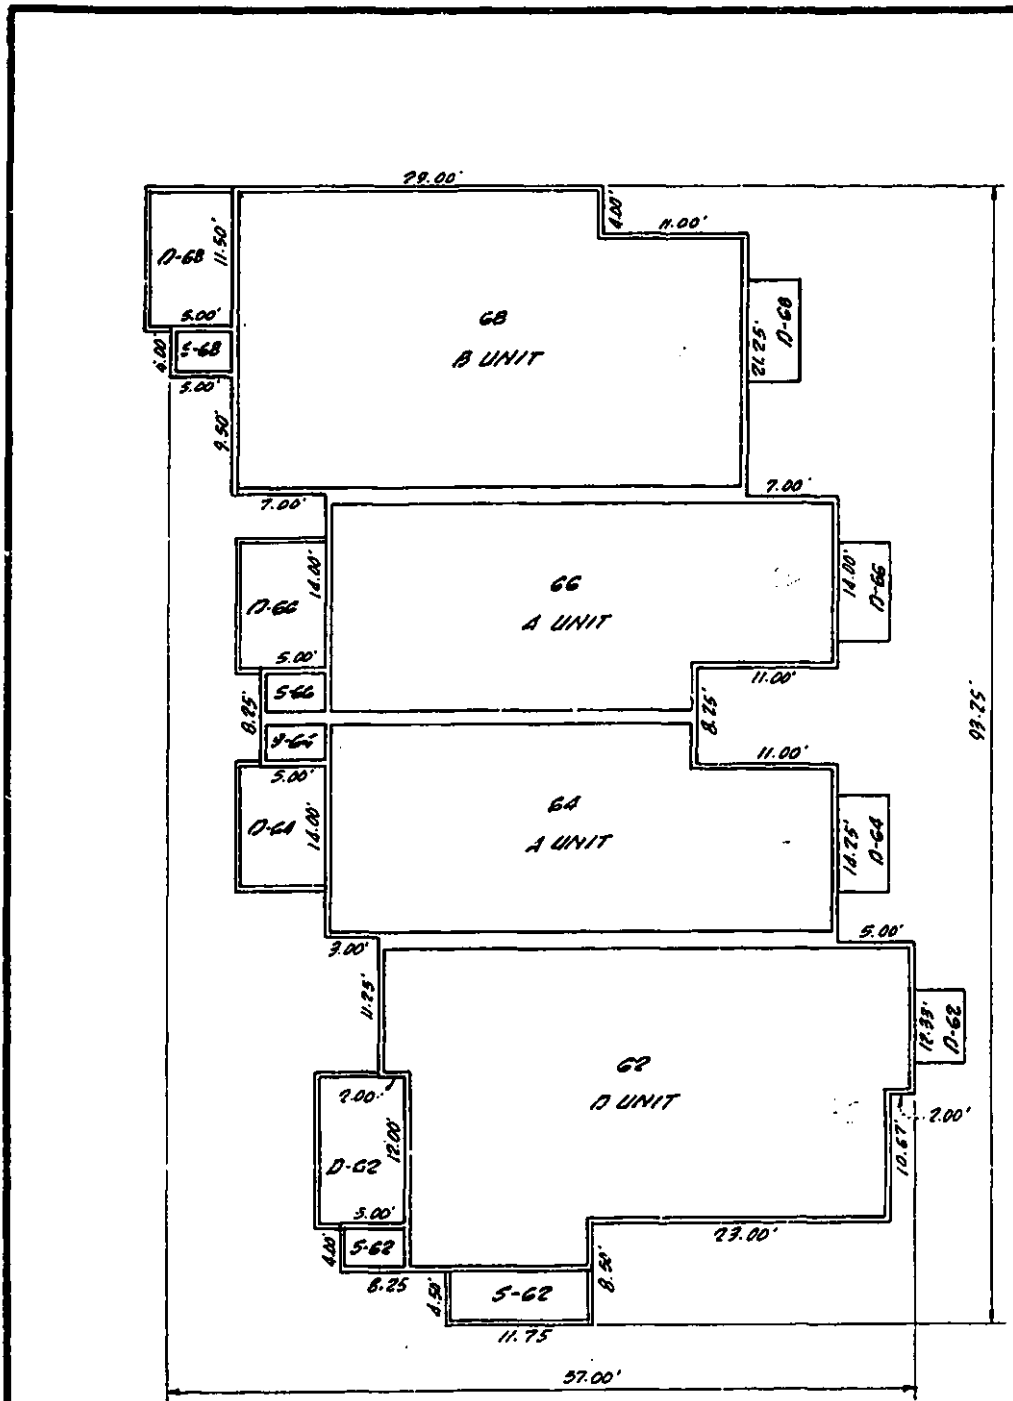 29.00'
4.00'
11.00'
D-68
11.50'
5.00'
4.00'
S-68
5.00'
9.50'
68
B UNIT
21.25'
D-68
7.00'
7.00'
D-66
14.00'
5.00'
S-66
66
A UNIT
14.00'
D-66
11.00'
8.25'
8.25'
93.25'
S-64
5.00'
D-64
14.00'
11.00'
64
A UNIT
14.25'
D-64
3.00'
5.00'
11.25'
62
D UNIT
12.33'
D-62
2.00'
2.00'
10.67'
12.00'
D-62
5.00'
4.00'
S-62
8.25
23.00'
8.50'
4.50'
S-62
11.75
57.00'